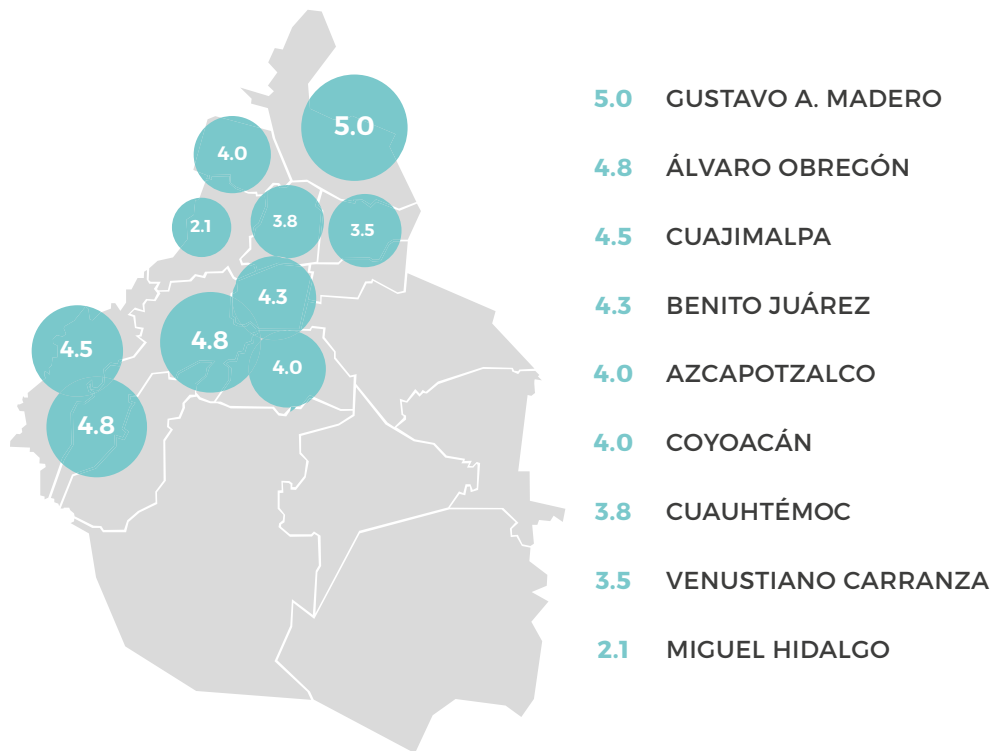 5.0
4.0
2.1
3.8
3.5
4.3
4.8
4.0
4.5
4.8
5.0 GUSTAVO A. MADERO
4.8 ÁLVARO OBREGÓN
4.5 CUAJIMALPA
4.3 BENITO JUÁREZ
4.0 AZCAPOTZALCO
4.0 COYOACÁN
3.8 CUAUHTÉMOC
3.5 VENUSTIANO CARRANZA
2.1 MIGUEL HIDALGO